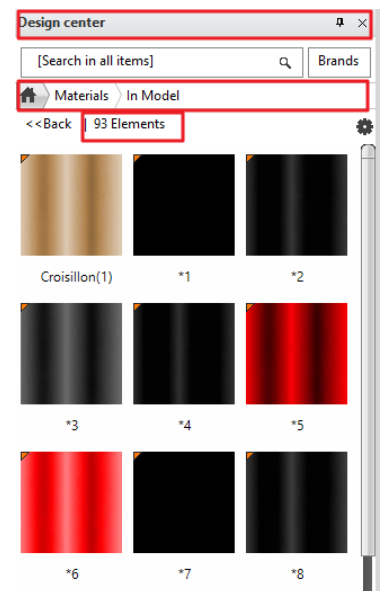 Design center
[Search in all items] Brands
Materials In Model
<<Back | 93 Elements
Croisillon(1) *1 *2
*3 *4 *5
*6 *7 *8